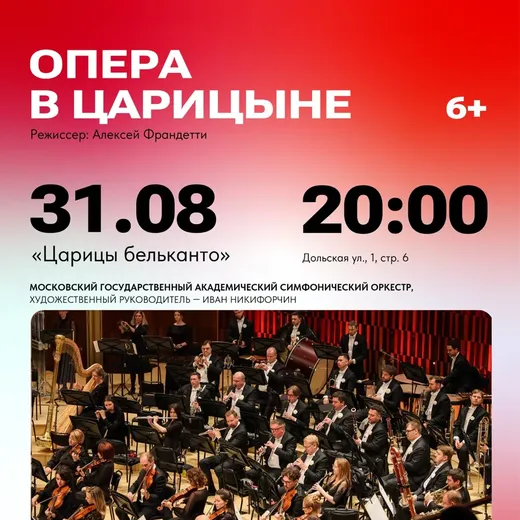 ОПЕРА
В ЦАРИЦЫНЕ
6+
Режиссер: Алексей Франдетти
31.08
20:00
«Царицы бельканто»
Дольская ул., 1, стр. 6
МОСКОВСКИЙ ГОСУДАРСТВЕННЫЙ АКАДЕМИЧЕСКИЙ СИМФОНИЧЕСКИЙ ОРКЕСТР,
ХУДОЖЕСТВЕННЫЙ РУКОВОДИТЕЛЬ — ИВАН НИКИФОРЧИН